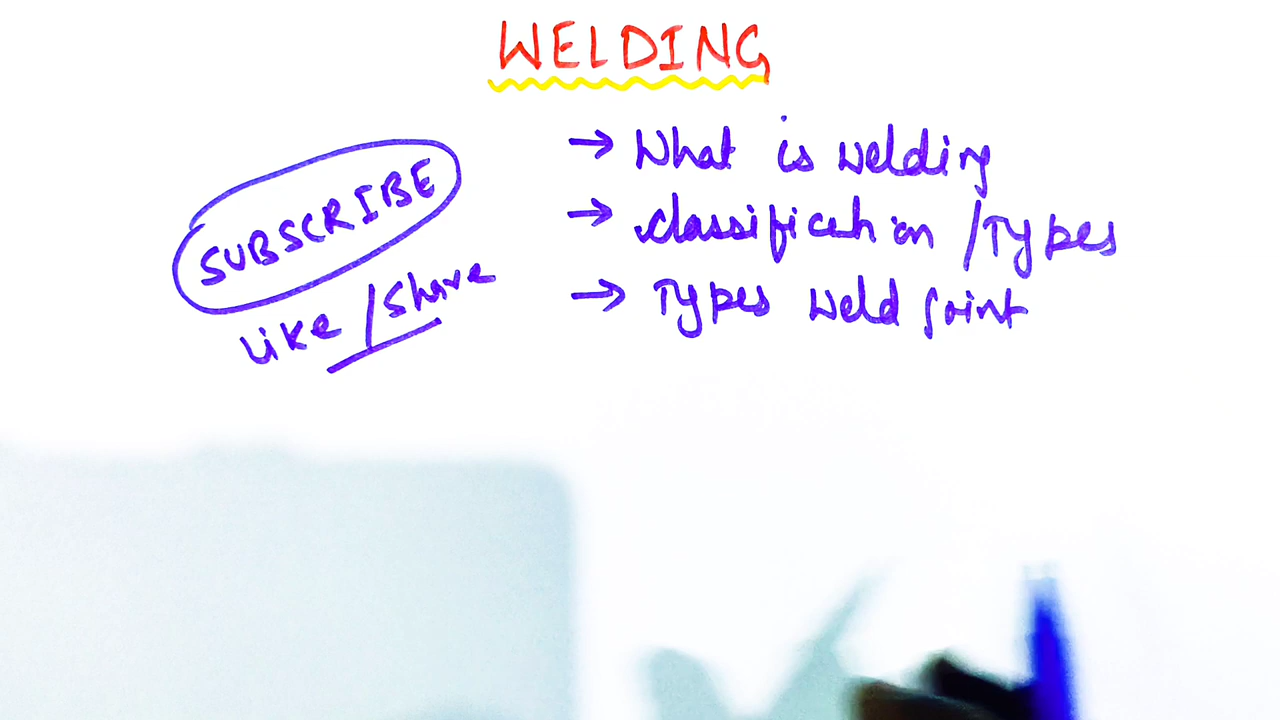 WELDING
→ What is welding
→ classification/Types
→ Types weld joint
SUBSCRIBE
Like/Share